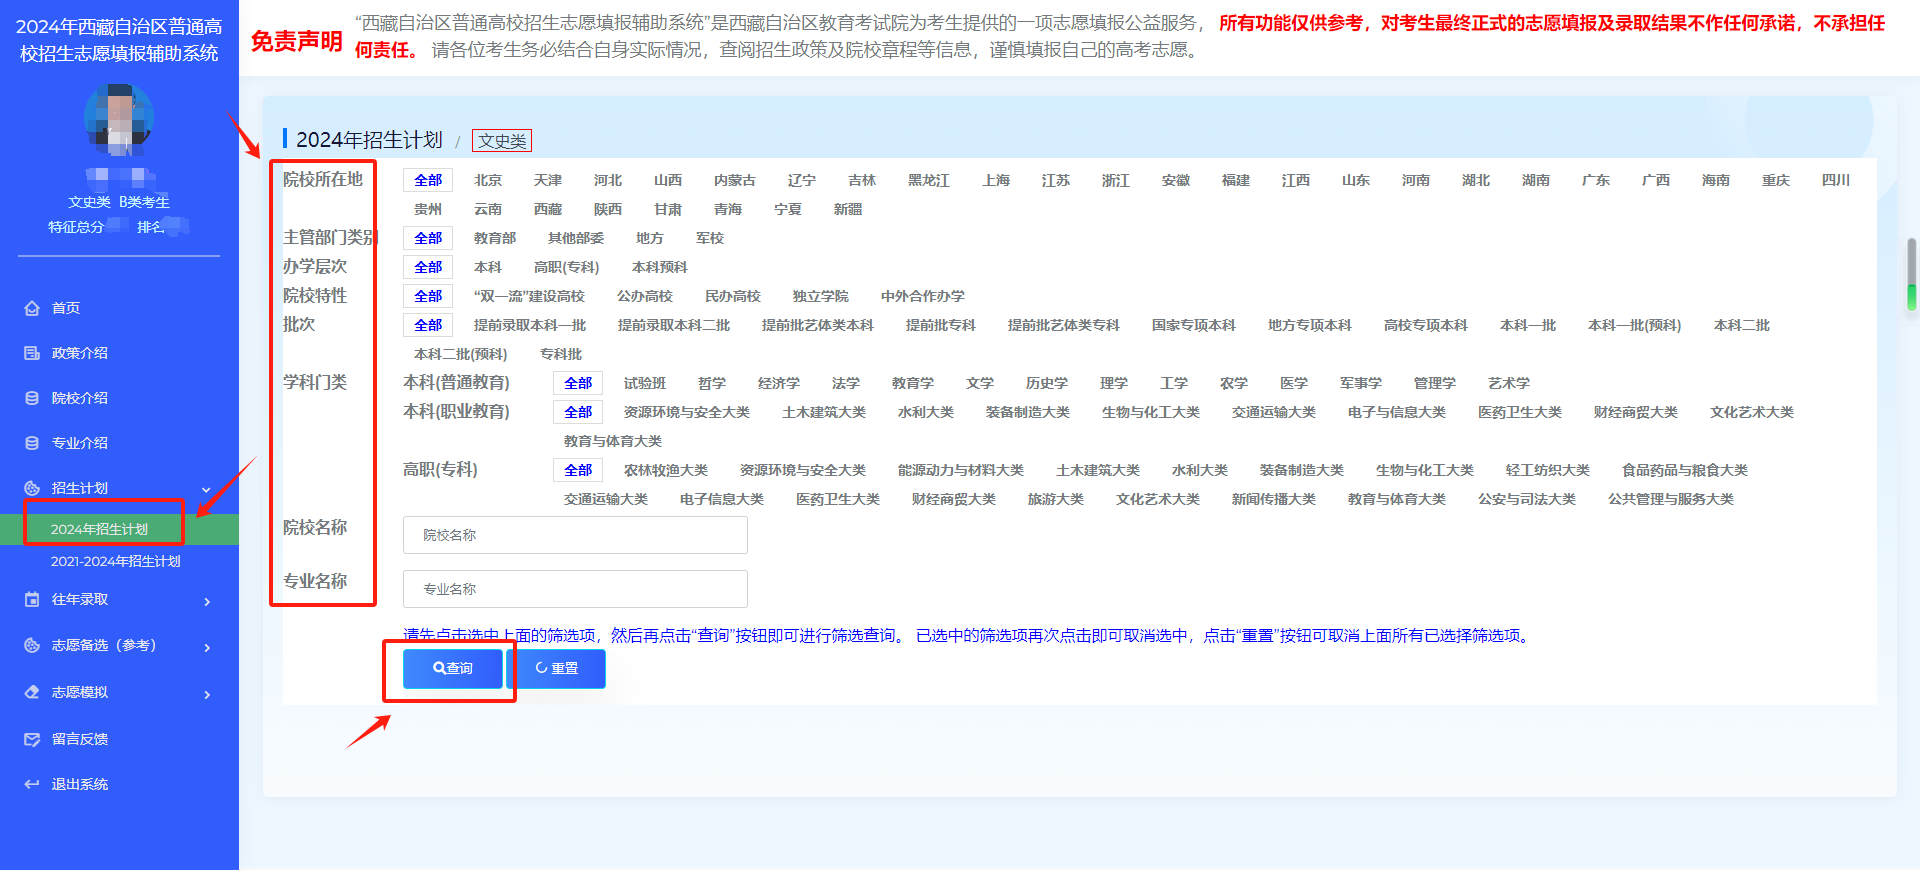 2024年西藏自治区普通高
校招生志愿填报辅助系统
文史类 B类考生
特征总分 排名
首页
政策介绍
院校介绍
专业介绍
招生计划
2024年招生计划
2021-2024年招生计划
往年录取
志愿备选（参考）
志愿模拟
留言反馈
退出系统
免责声明
“西藏自治区普通高校招生志愿填报辅助系统”是西藏自治区教育考试院为考生提供的一项志愿填报公益服务，所有功能仅供参考，对考生最终正式的志愿填报及录取结果不作任何承诺，不承担任
何责任。 请各位考生务必结合自身实际情况，查阅招生政策及院校章程等信息，谨慎填报自己的高考志愿。
2024年招生计划 / 文史类
院校所在地 全部 北京 天津 河北 山西 内蒙古 辽宁 吉林 黑龙江 上海 江苏 浙江 安徽 福建 江西 山东 河南 湖北 湖南 广东 广西 海南 重庆 四川
贵州 云南 西藏 陕西 甘肃 青海 宁夏 新疆
主管部门类别 全部 教育部 其他部委 地方 军校
办学层次 全部 本科 高职(专科) 本科预科
院校特性 全部 “双一流”建设高校 公办高校 民办高校 独立学院 中外合作办学
批次 全部 提前录取本科一批 提前录取本科二批 提前批艺体类本科 提前批专科 提前批艺体类专科 国家专项本科 地方专项本科 高校专项本科 本科一批 本科一批(预科) 本科二批
本科二批(预科) 专科批
学科门类 本科(普通教育) 全部 试验班 哲学 经济学 法学 教育学 文学 历史学 理学 工学 农学 医学 军事学 管理学 艺术学
本科(职业教育) 全部 资源环境与安全大类 土木建筑大类 水利大类 装备制造大类 生物与化工大类 交通运输大类 电子与信息大类 医药卫生大类 财经商贸大类 文化艺术大类
教育与体育大类
高职(专科) 全部 农林牧渔大类 资源环境与安全大类 能源动力与材料大类 土木建筑大类 水利大类 装备制造大类 生物与化工大类 轻工纺织大类 食品药品与粮食大类
交通运输大类 电子信息大类 医药卫生大类 财经商贸大类 旅游大类 文化艺术大类 新闻传播大类 教育与体育大类 公安与司法大类 公共管理与服务大类
院校名称 院校名称
专业名称 专业名称
请先点击选中上面的筛选项，然后再点击“查询”按钮即可进行筛选查询。 已选中的筛选项再次点击即可取消选中，点击“重置”按钮可取消上面所有已选择筛选项。
查询 重置